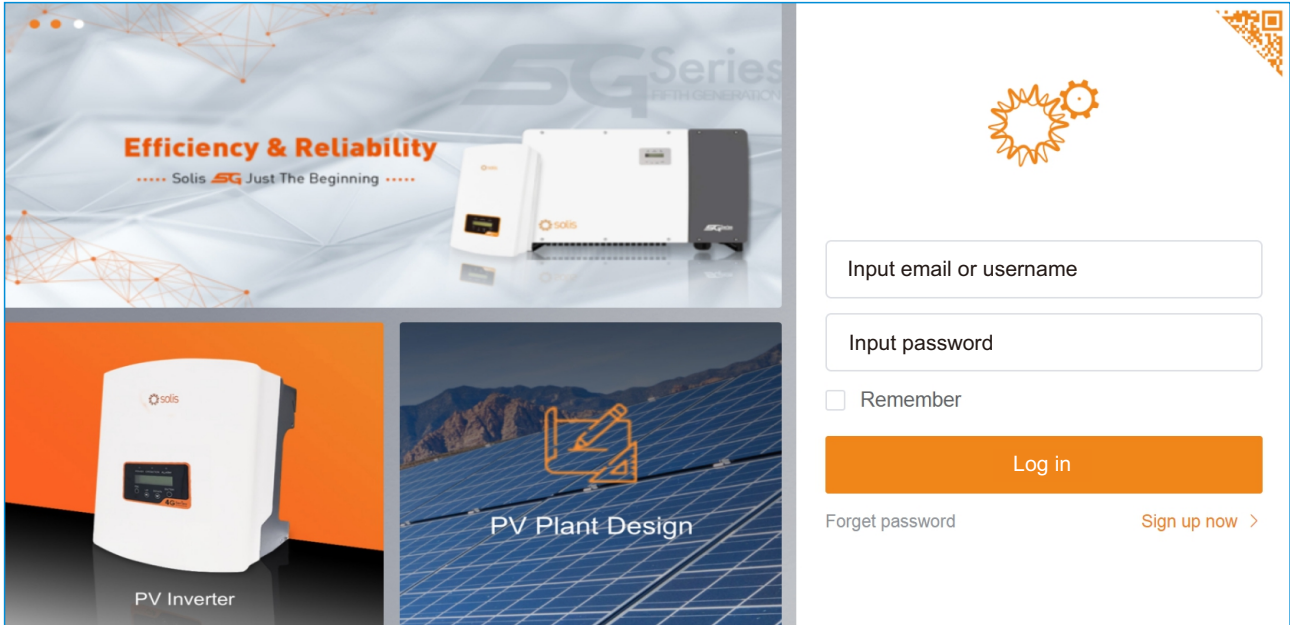 5G Series
FIFTH GENERATION
Efficiency & Reliability
Solis 5G Just The Beginning
solis
solis
PV Inverter
PV Plant Design
Input email or username
Input password
Remember
Log in
Forget password
Sign up now >